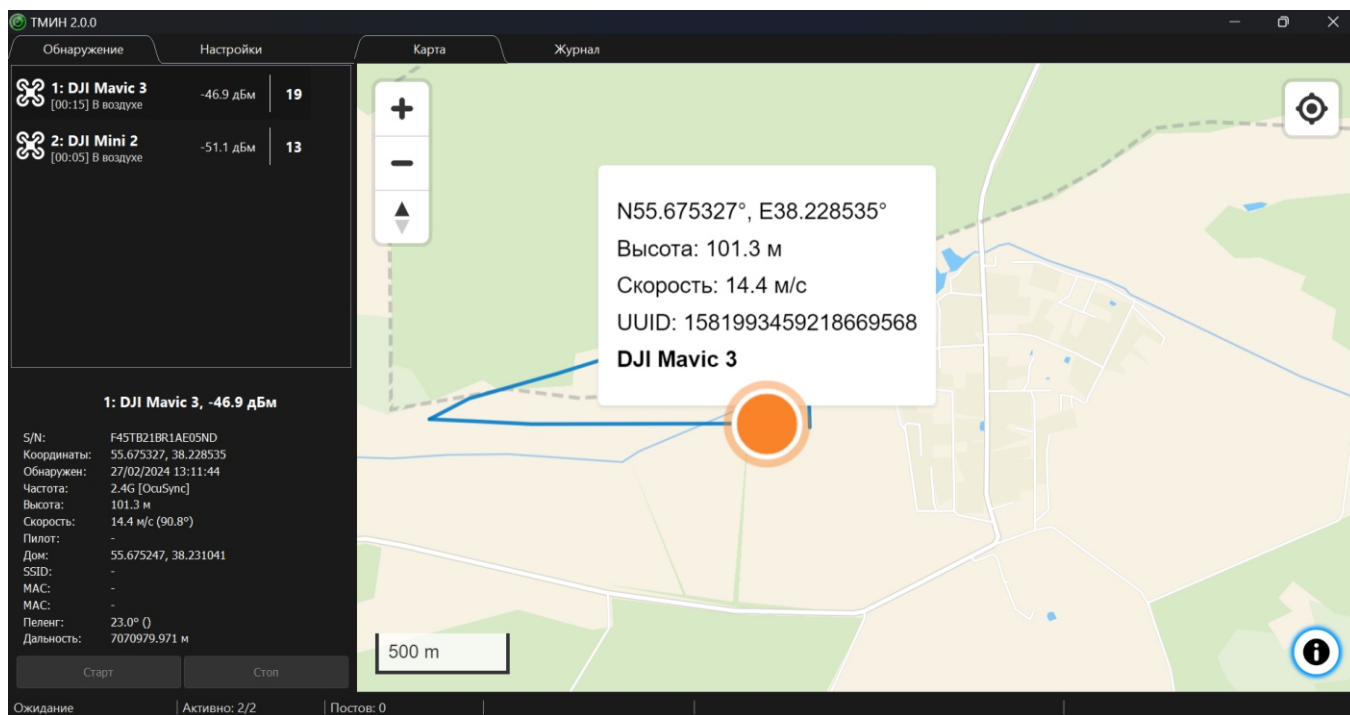 ТМИН 2.0.0
Обнаружение Настройки Карта Журнал
1: DJI Mavic 3
[00:15] В воздухе
-46.9 дБм 19
2: DJI Mini 2
[00:05] В воздухе
-51.1 дБм 13
1: DJI Mavic 3, -46.9 дБм
S/N: F45TB21BR1AE05ND
Координаты: 55.675327, 38.228535
Обнаружен: 27/02/2024 13:11:44
Частота: 2.4G [OcuSync]
Высота: 101.3 м
Скорость: 14.4 м/с (90.8°)
Пилот: -
Дом: 55.675247, 38.231041
SSID: -
MAC: -
MAC: -
Пеленг: 23.0° ()
Дальность: 7070979.971 м
Старт Стоп
Ожидание Активно: 2/2 Постов: 0
N55.675327°, E38.228535°
Высота: 101.3 м
Скорость: 14.4 м/с
UUID: 1581993459218669568
DJI Mavic 3
500 m